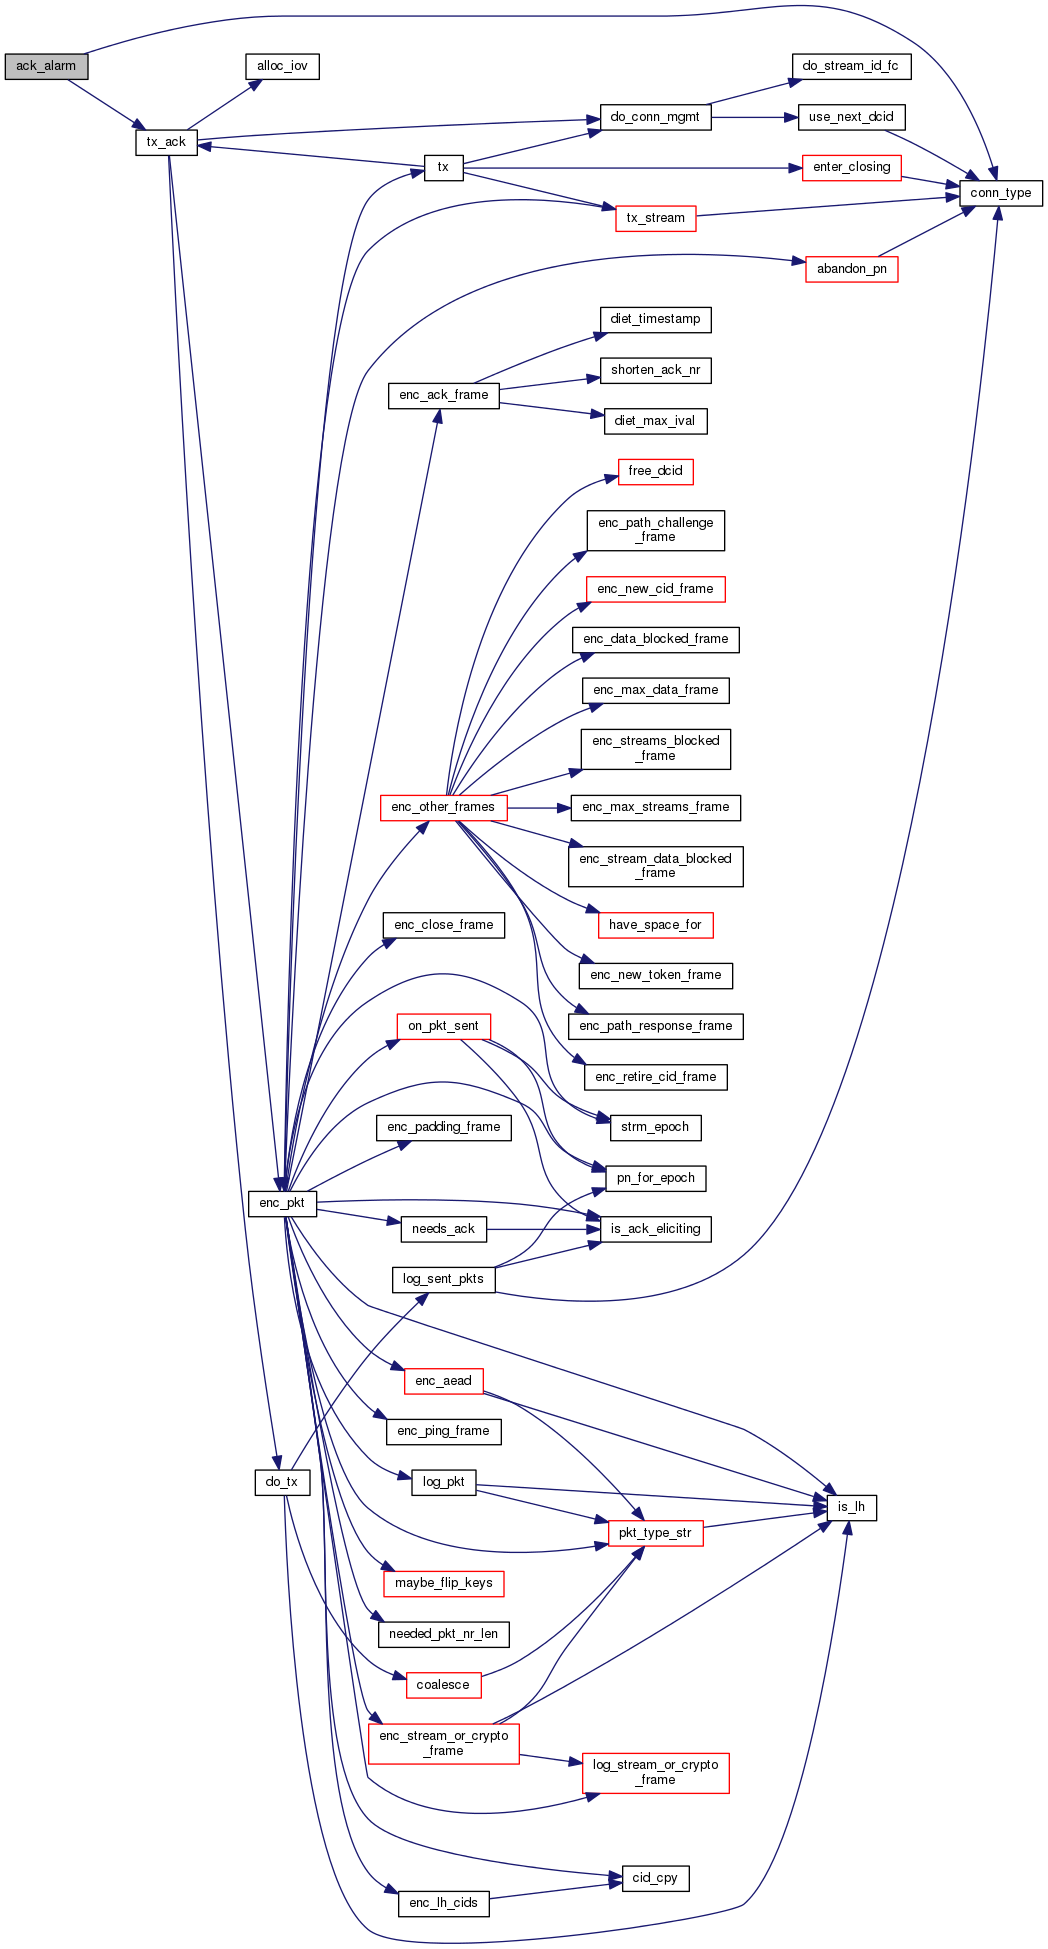 ack_alarm
alloc_iov
do_stream_id_fc
tx_ack
do_conn_mgmt
use_next_dcid
tx
enter_closing
conn_type
tx_stream
abandon_pn
diet_timestamp
shorten_ack_nr
enc_ack_frame
diet_max_ival
free_dcid
enc_path_challenge
_frame
enc_new_cid_frame
enc_data_blocked_frame
enc_max_data_frame
enc_streams_blocked
_frame
enc_other_frames
enc_max_streams_frame
enc_stream_data_blocked
_frame
enc_close_frame
have_space_for
enc_new_token_frame
on_pkt_sent
enc_path_response_frame
enc_retire_cid_frame
enc_padding_frame
strm_epoch
pn_for_epoch
enc_pkt
needs_ack
is_ack_eliciting
log_sent_pkts
enc_aead
enc_ping_frame
do_tx
log_pkt
is_lh
pkt_type_str
maybe_flip_keys
needed_pkt_nr_len
coalesce
enc_stream_or_crypto
_frame
log_stream_or_crypto
_frame
cid_cpy
enc_lh_cids